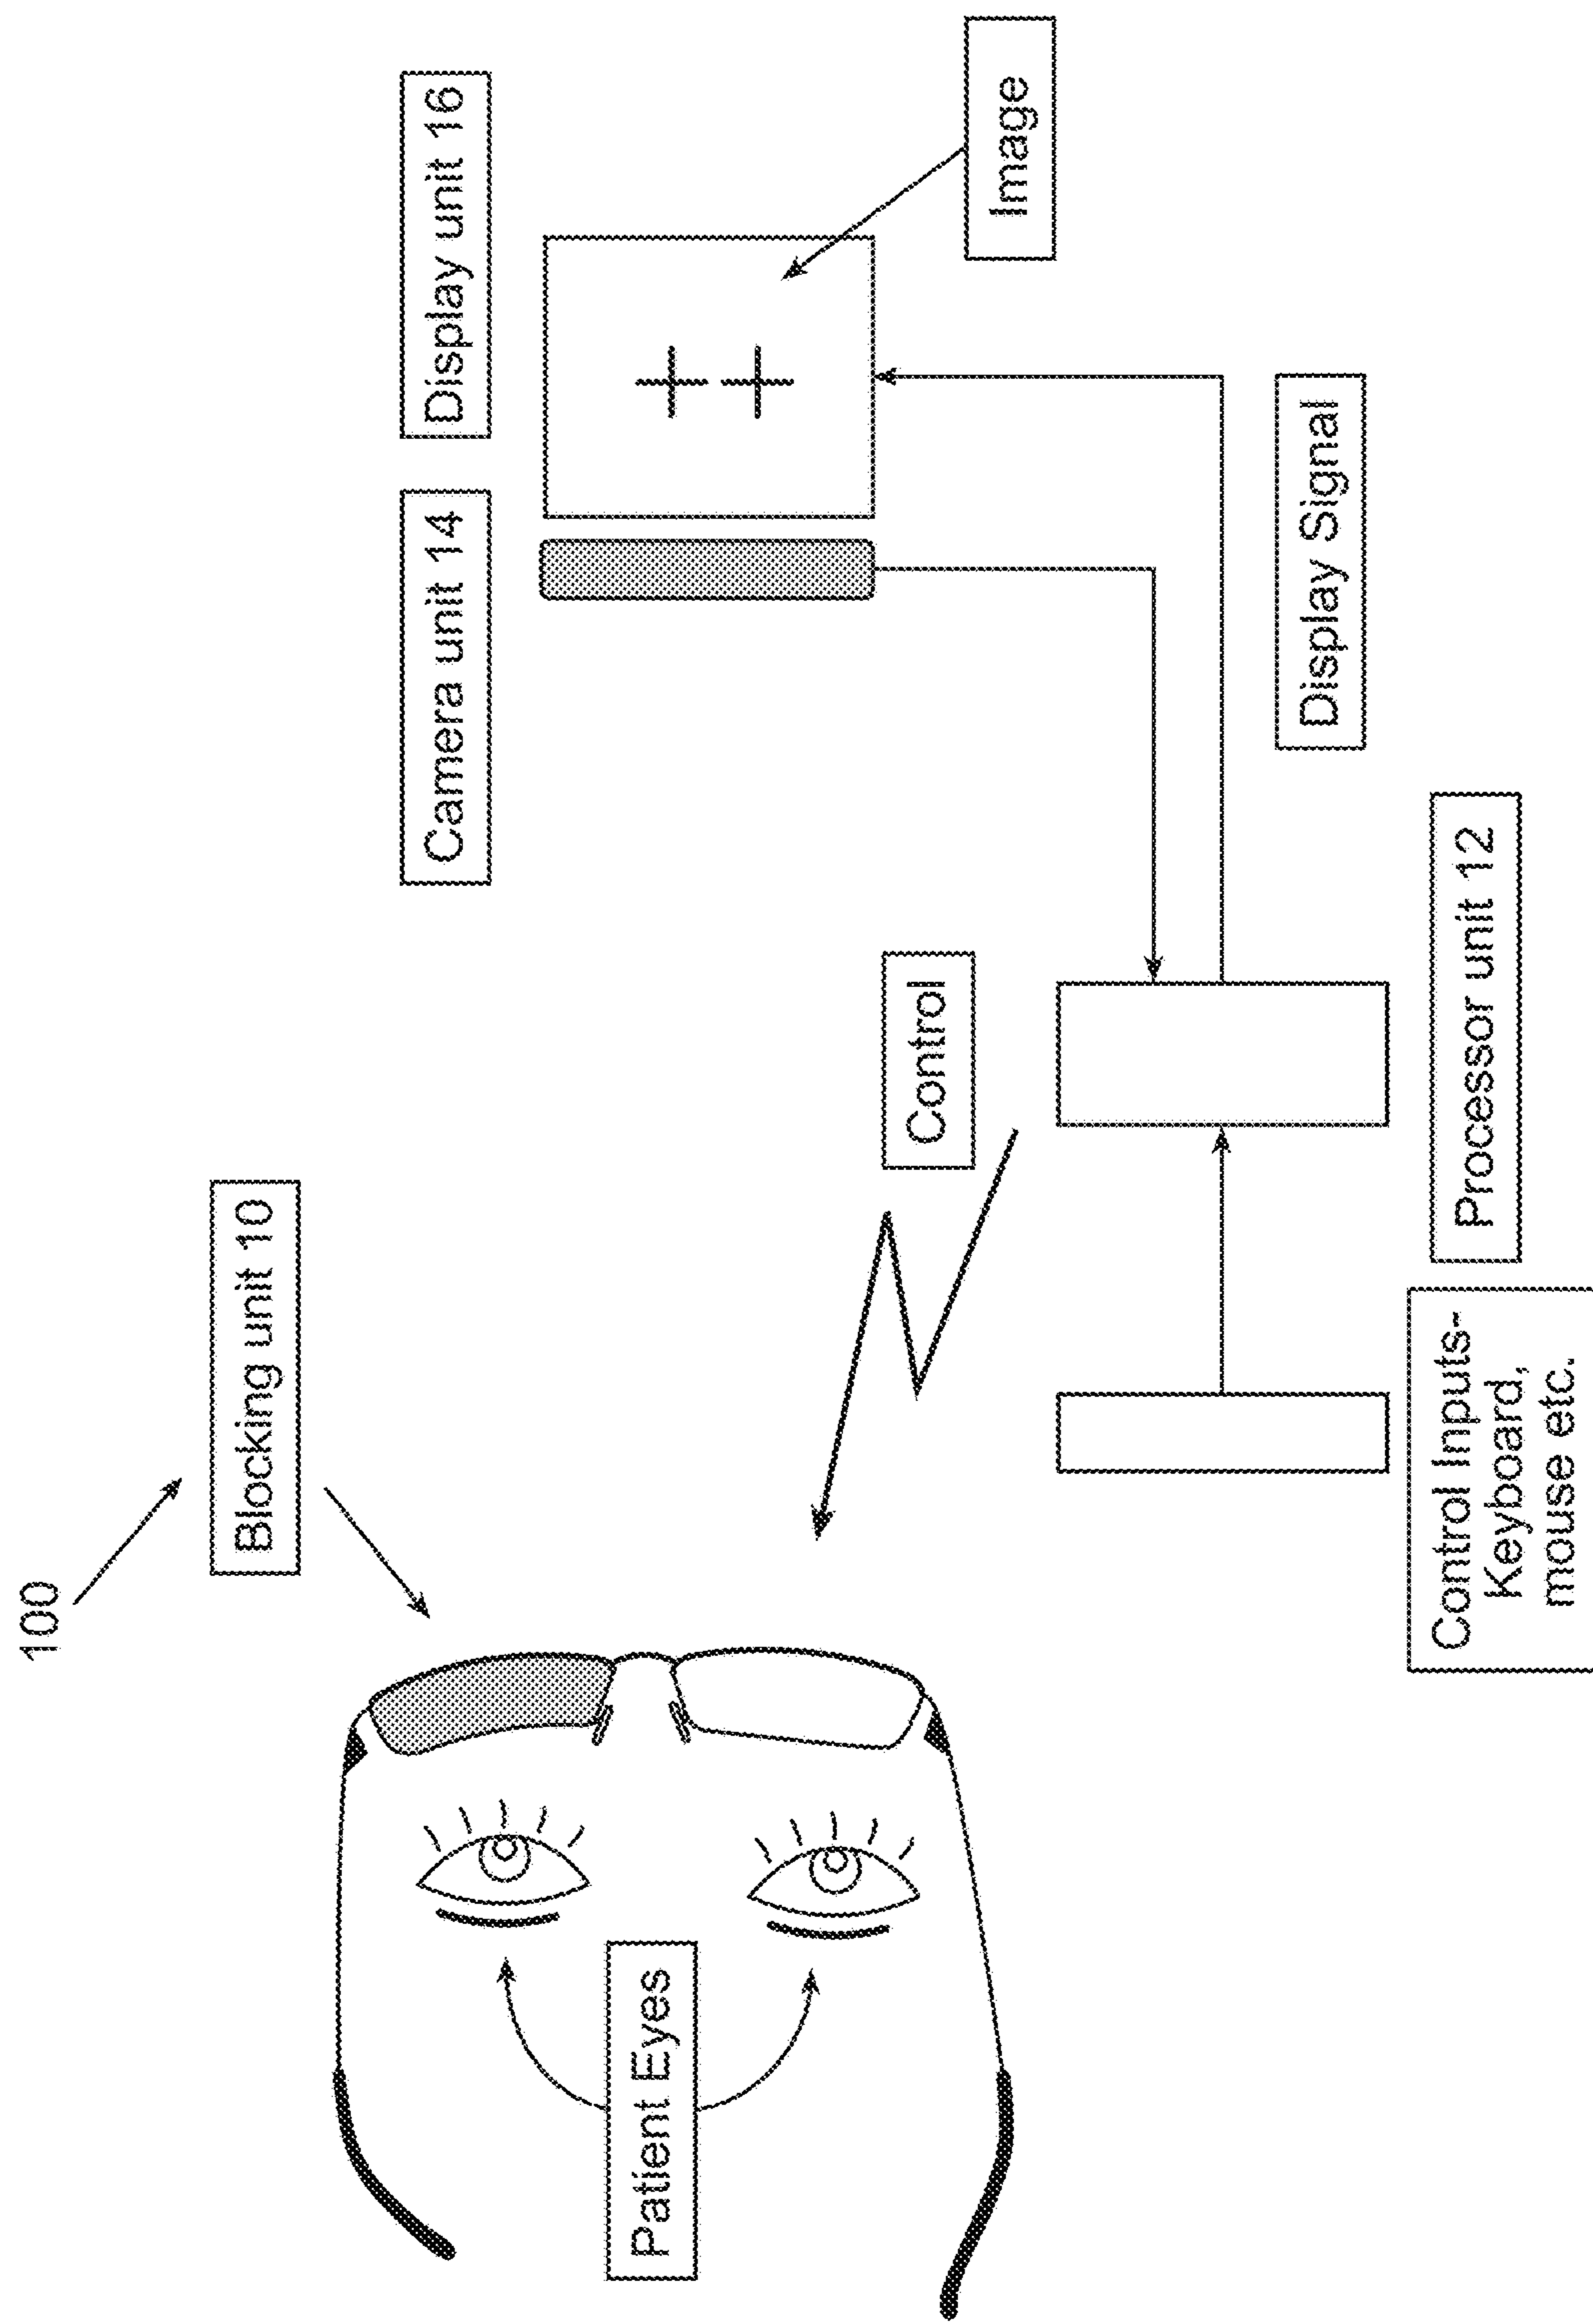 100
Blocking unit 10
Camera unit 14
Display unit 16
Patient Eyes
Control
Image
Display Signal
Processor unit 12
Control Inputs-
Keyboard,
mouse etc.